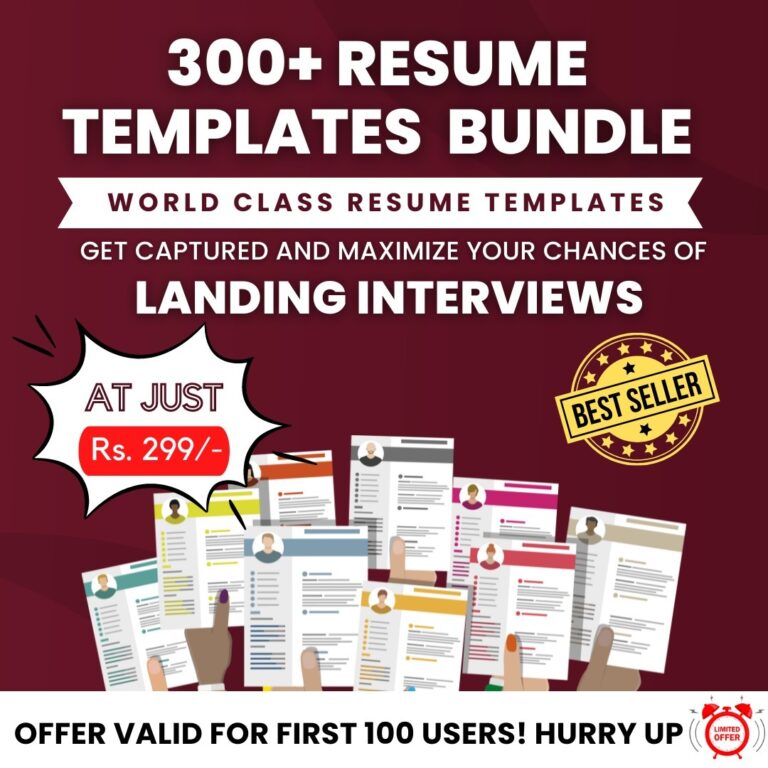 300+ RESUME
TEMPLATES BUNDLE
WORLD CLASS RESUME TEMPLATES
GET CAPTURED AND MAXIMIZE YOUR CHANCES OF
LANDING INTERVIEWS
AT JUST
Rs. 299/-
BEST SELLER
OFFER VALID FOR FIRST 100 USERS! HURRY UP
LIMITED
OFFER